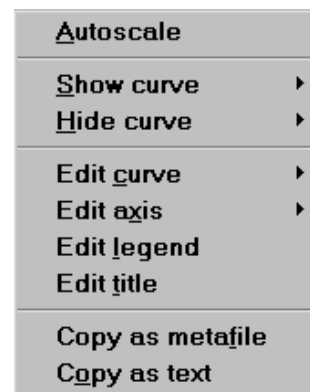 Autoscale
Show curve
Hide curve
Edit curve
Edit axis
Edit legend
Edit title
Copy as metafile
Copy as text